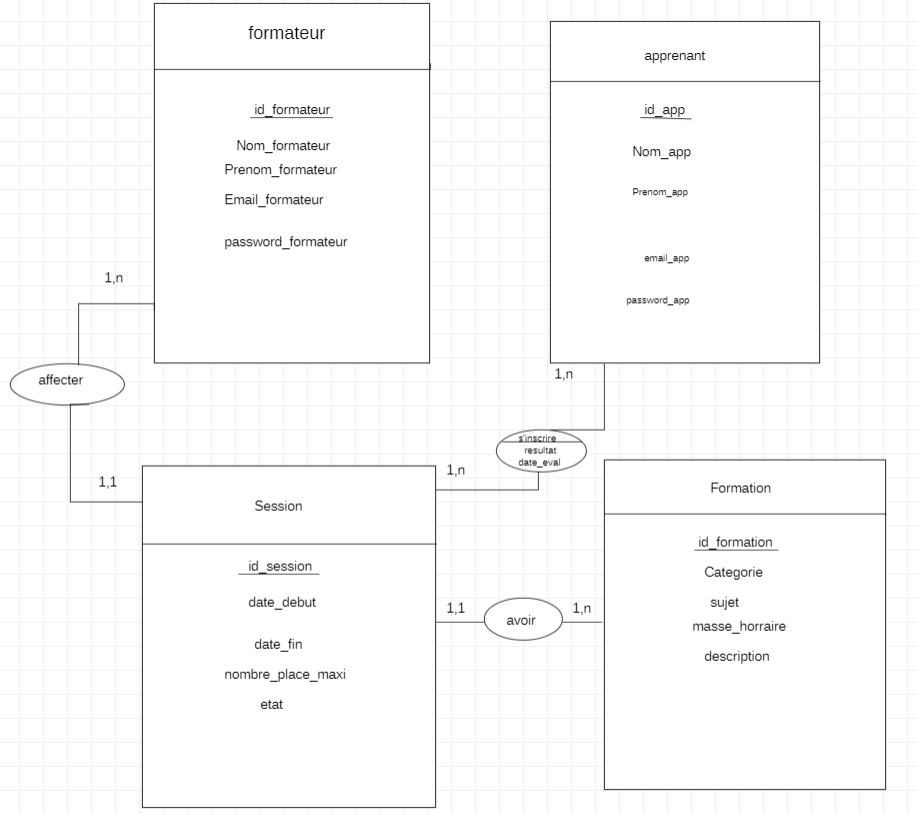 formateur
id_formateur
Nom_formateur
Prenom_formateur
Email_formateur
password_formateur
apprenant
id_app
Nom_app
Prenom_app
email_app
password_app
1,n
affecter
1,1
1,n
s'inscrire
resultat
date_eval
1,n
Session
id_session
date_debut
date_fin
nombre_place_maxi
etat
1,1
avoir
1,n
Formation
id_formation
Categorie
sujet
masse_horraire
description